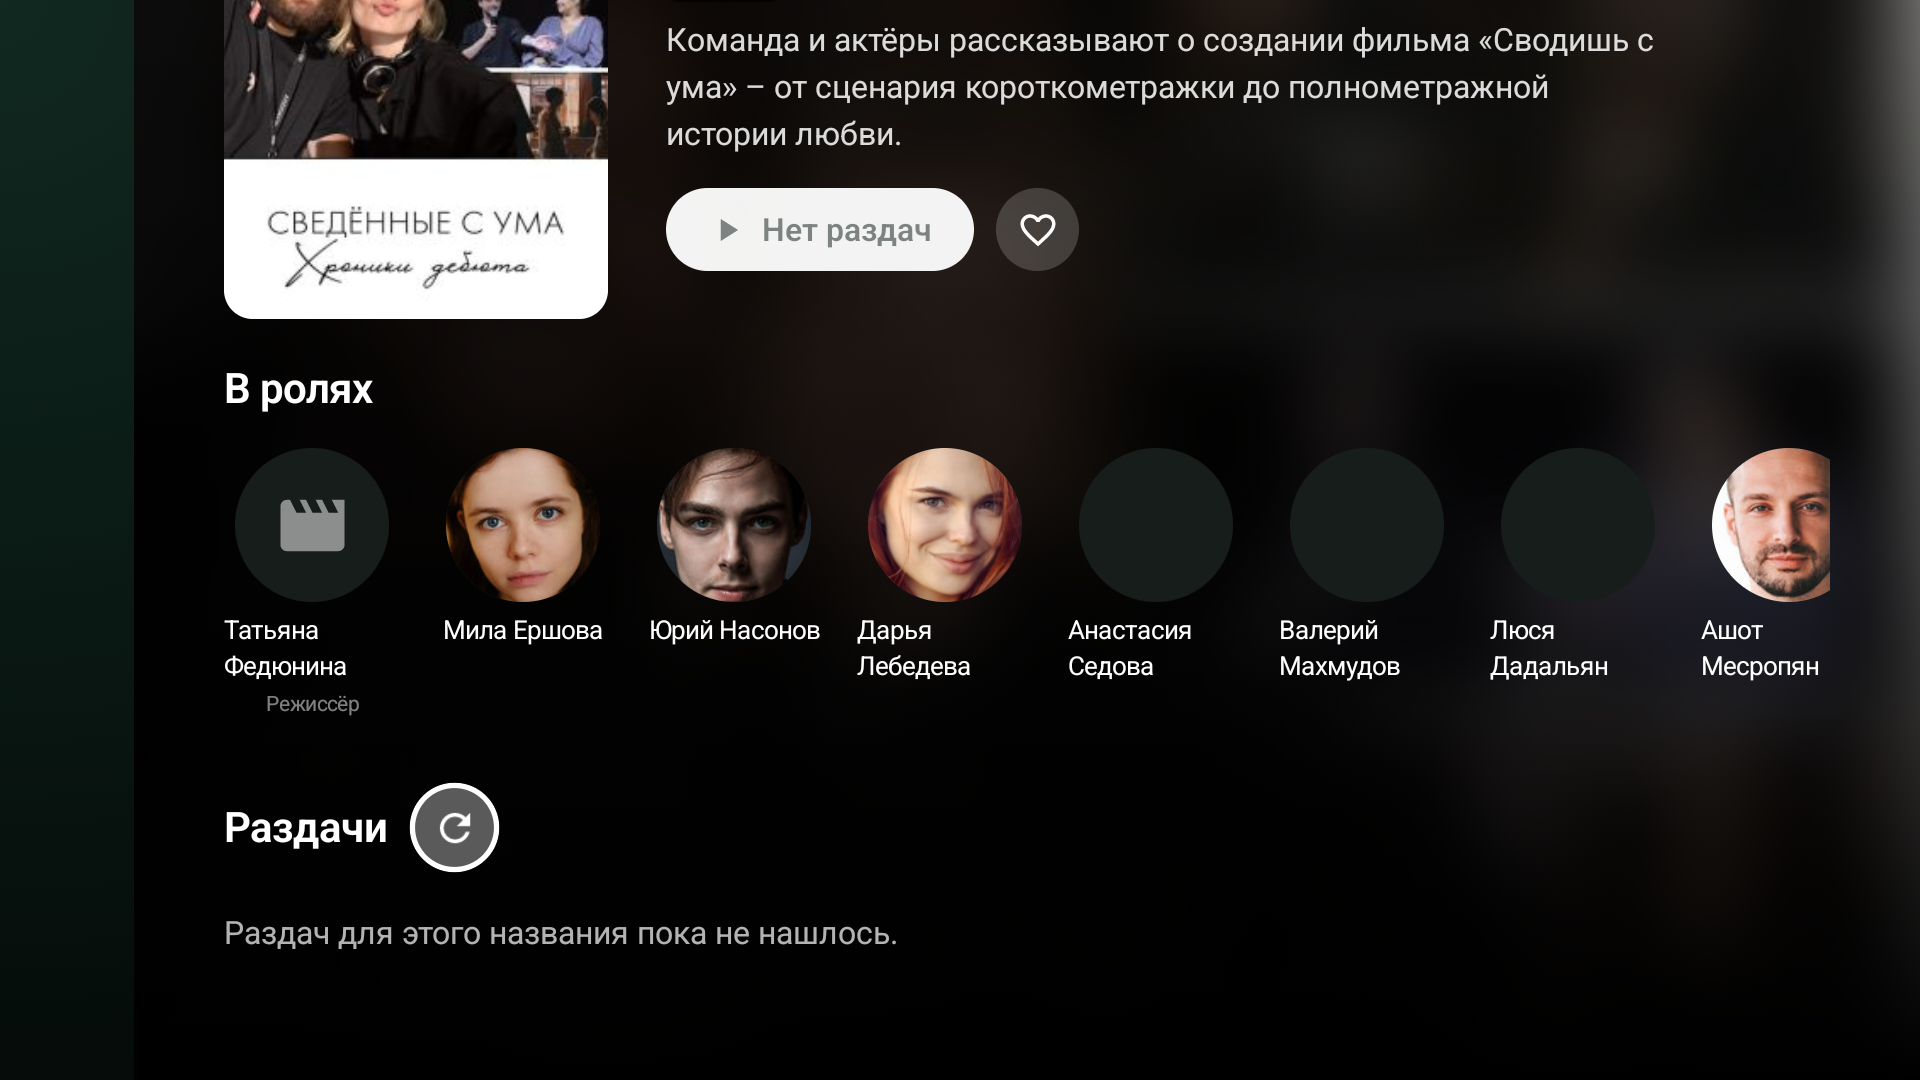 Команда и актёры рассказывают о создании фильма «Сводишь с
ума» – от сценария короткометражки до полнометражной
истории любви.
Нет раздач
СВЕДЁННЫЕ С УМА
Хроники дебюта
В ролях
Татьяна
Федюнина
Режиссёр
Мила Ершова
Юрий Насонов
Дарья
Лебедева
Анастасия
Седова
Валерий
Махмудов
Люся
Дадальян
Ашот
Месропян
Раздачи
Раздач для этого названия пока не нашлось.